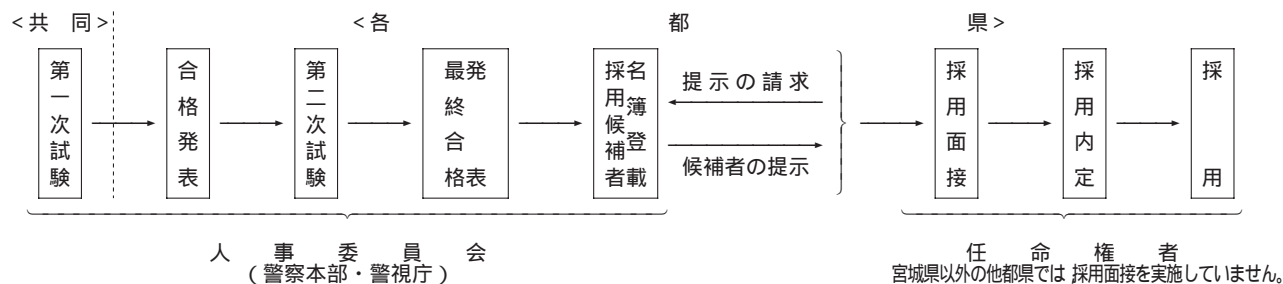 <共 同>
<各 都 県>
第一次試験
合格発表
第二次試験
最終合格
発表
採用候補者
名簿登載
提示の請求
候補者の提示
採用面接
採用内定
採用
人事委員会
(警察本部・警視庁)
任命権者
宮城県以外の他都県では、採用面接を実施していません。